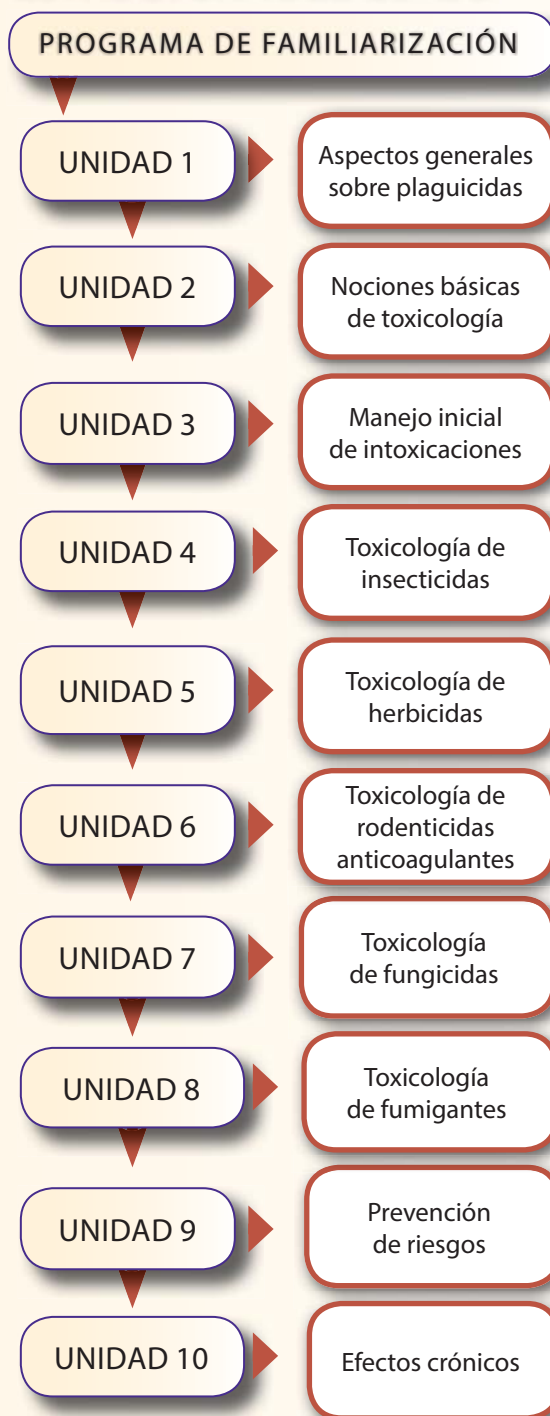 PROGRAMA DE FAMILIARIZACIÓN
UNIDAD 1
Aspectos generales
sobre plaguicidas
UNIDAD 2
Nociones básicas
de toxicología
UNIDAD 3
Manejo inicial
de intoxicaciones
UNIDAD 4
Toxicología de
insecticidas
UNIDAD 5
Toxicología de
herbicidas
UNIDAD 6
Toxicología de
rodenticidas
anticoagulantes
UNIDAD 7
Toxicología
de fungicidas
UNIDAD 8
Toxicología
de fumigantes
UNIDAD 9
Prevención
de riesgos
UNIDAD 10
Efectos crónicos